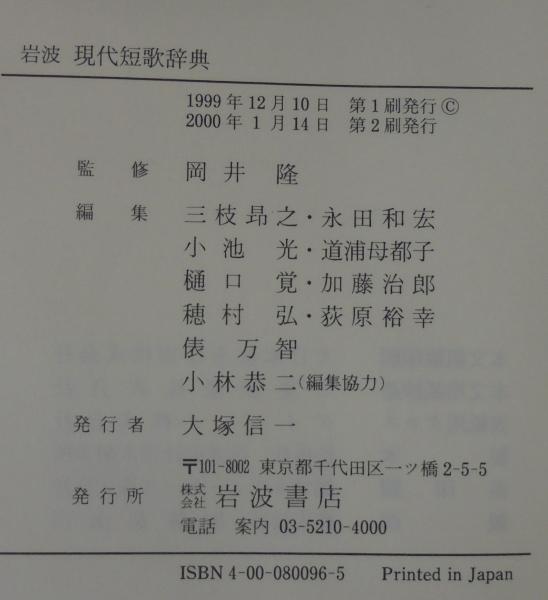 岩波 現代短歌辞典
1999年12月10日 第1刷発行©
2000年1月14日 第2刷発行
監修 岡井 隆
編集 三枝昻之・永田和宏
小池 光・道浦母都子
樋口 覚・加藤治郎
穂村 弘・荻原裕幸
俵 万智
小林恭二(編集協力)
発行者 大塚信一
〒101-8002 東京都千代田区一ツ橋2-5-5
発行所 株式会社 岩波書店
電話 案内 03-5210-4000
ISBN4-00-080096-5 Printed in Japan